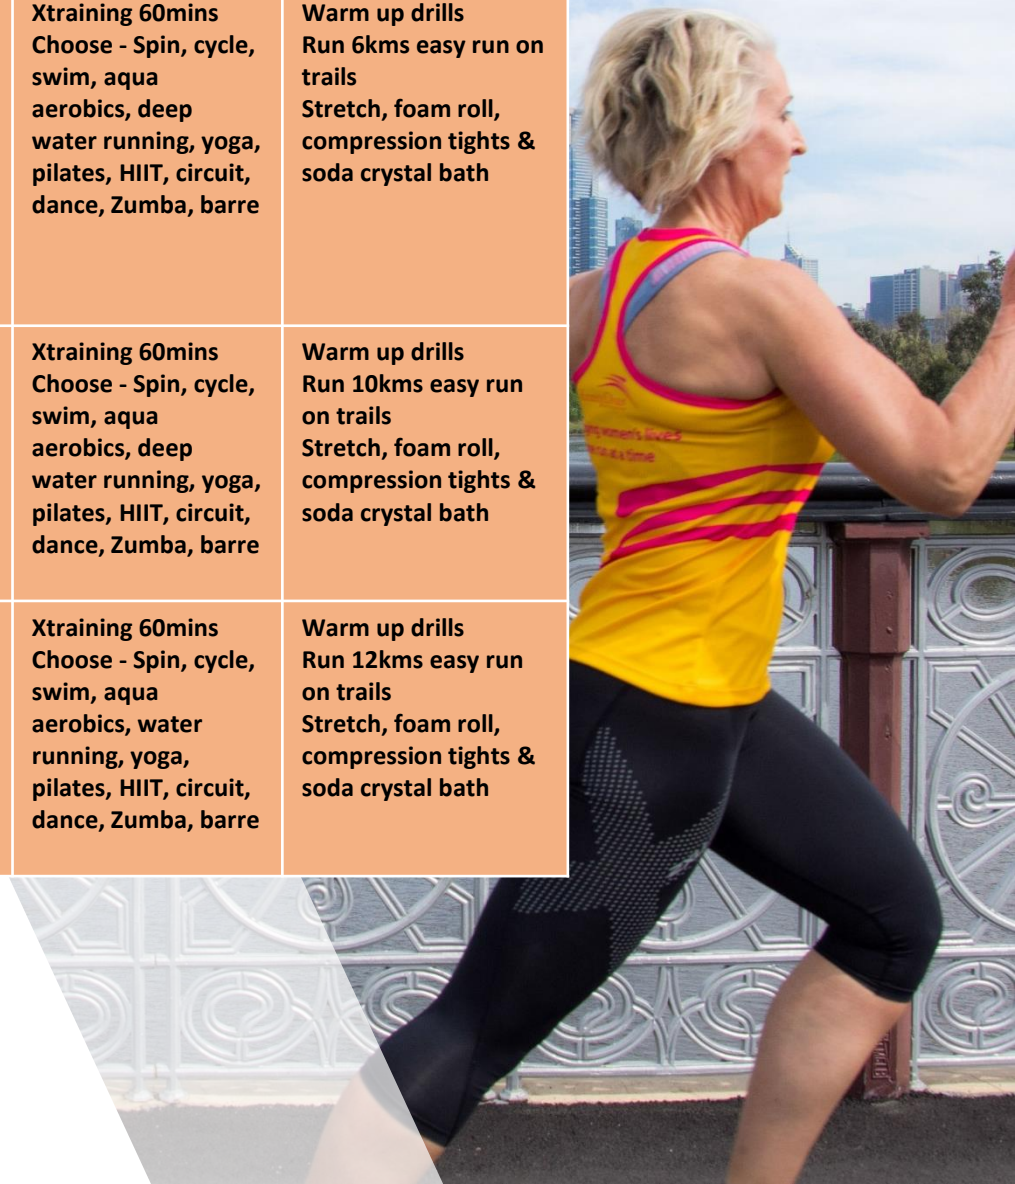 Xtraining 60mins
Choose - Spin, cycle,
swim, aqua
aerobics, deep
water running, yoga,
pilates, HIIT, circuit,
dance, Zumba, barre
Warm up drills
Run 6kms easy run on
trails
Stretch, foam roll,
compression tights &
soda crystal bath
Xtraining 60mins
Choose - Spin, cycle,
swim, aqua
aerobics, deep
water running, yoga,
pilates, HIIT, circuit,
dance, Zumba, barre
Warm up drills
Run 10kms easy run
on trails
Stretch, foam roll,
compression tights &
soda crystal bath
Xtraining 60mins
Choose - Spin, cycle,
swim, aqua
aerobics, water
running, yoga,
pilates, HIIT, circuit,
dance, Zumba, barre
Warm up drills
Run 12kms easy run
on trails
Stretch, foam roll,
compression tights &
soda crystal bath
women's lives
run at a time